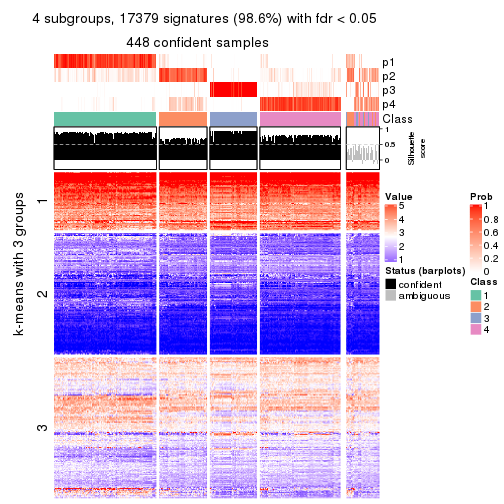 4 subgroups, 17379 signatures (98.6%) with fdr < 0.05
448 confident samples
p1
p2
p3
p4
Class
1
0.5
0
Silhouette
score
k-means with 3 groups
1
2
3
Value
5
4
3
2
1
Status (barplots)
confident
ambiguous
Prob
1
0.8
0.6
0.4
0.2
0
Class
1
2
3
4